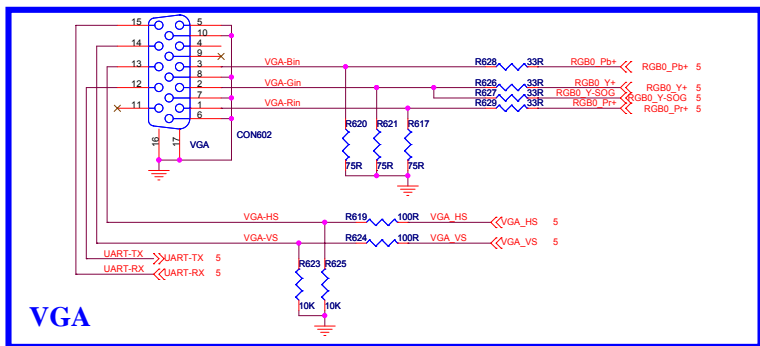 15 5
10
14 4
9
13 3 VGA-Bin R628 33R RGB0_Pb+ RGB0_Pb+ 5
8
12 2 VGA-Gin R626 33R RGB0_Y+ RGB0_Y+ 5
7 R627 33R RGB0_Y-SOG RGB0_Y-SOG 5
11 1 VGA-Rin R629 33R RGB0_Pr+ RGB0_Pr+ 5
6
R620 R621 R617
16 17 VGA CON602
75R 75R 75R
VGA-HS R619 100R VGA_HS VGA_HS 5
VGA-VS R624 100R VGA_VS VGA_VS 5
UART-TX UART-TX 5
R623 R625
UART-RX UART-RX 5
10K 10K
VGA